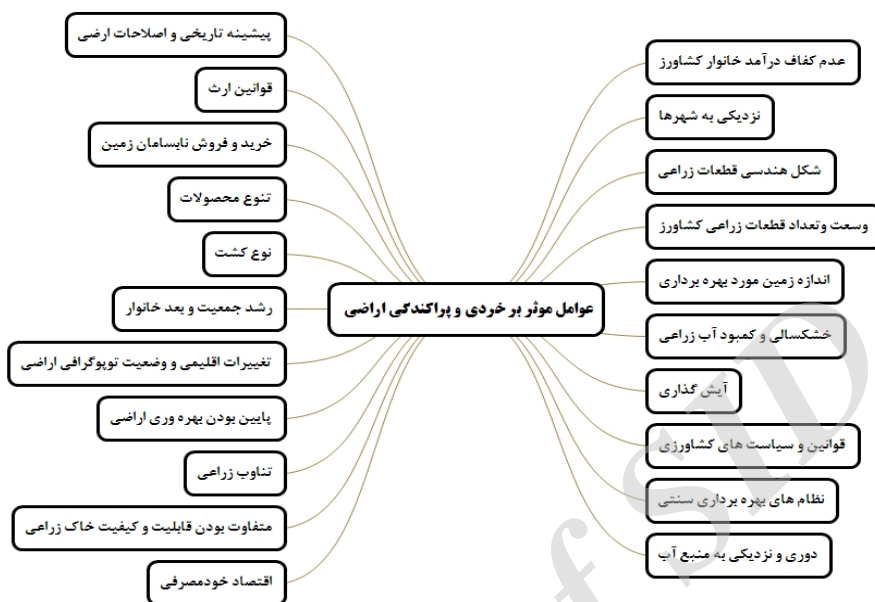 عوامل موثر بر خردی و پراکندگی اراضی
عدم کفاف درآمد خانوار کشاورز
نزدیکی به شهرها
شکل هندسی قطعات زراعی
وسعت وتعداد قطعات زراعی کشاورز
اندازه زمین مورد بهره برداری
خشکسالی و کمبود آب زراعی
آیش گذاری
قوانین و سیاست های کشاورزی
نظام های بهره برداری سنتی
دوری و نزدیکی به منبع آب
پیشینه تاریخی و اصلاحات ارضی
قوانین ارث
خرید و فروش نابسامان زمین
تنوع محصولات
نوع کشت
رشد جمعیت و بعد خانوار
تغییرات اقلیمی و وضعیت توپوگرافی اراضی
پایین بودن بهره وری اراضی
تناوب زراعی
متفاوت بودن قابلیت و کیفیت خاک زراعی
اقتصاد خودمصرفی
f SID